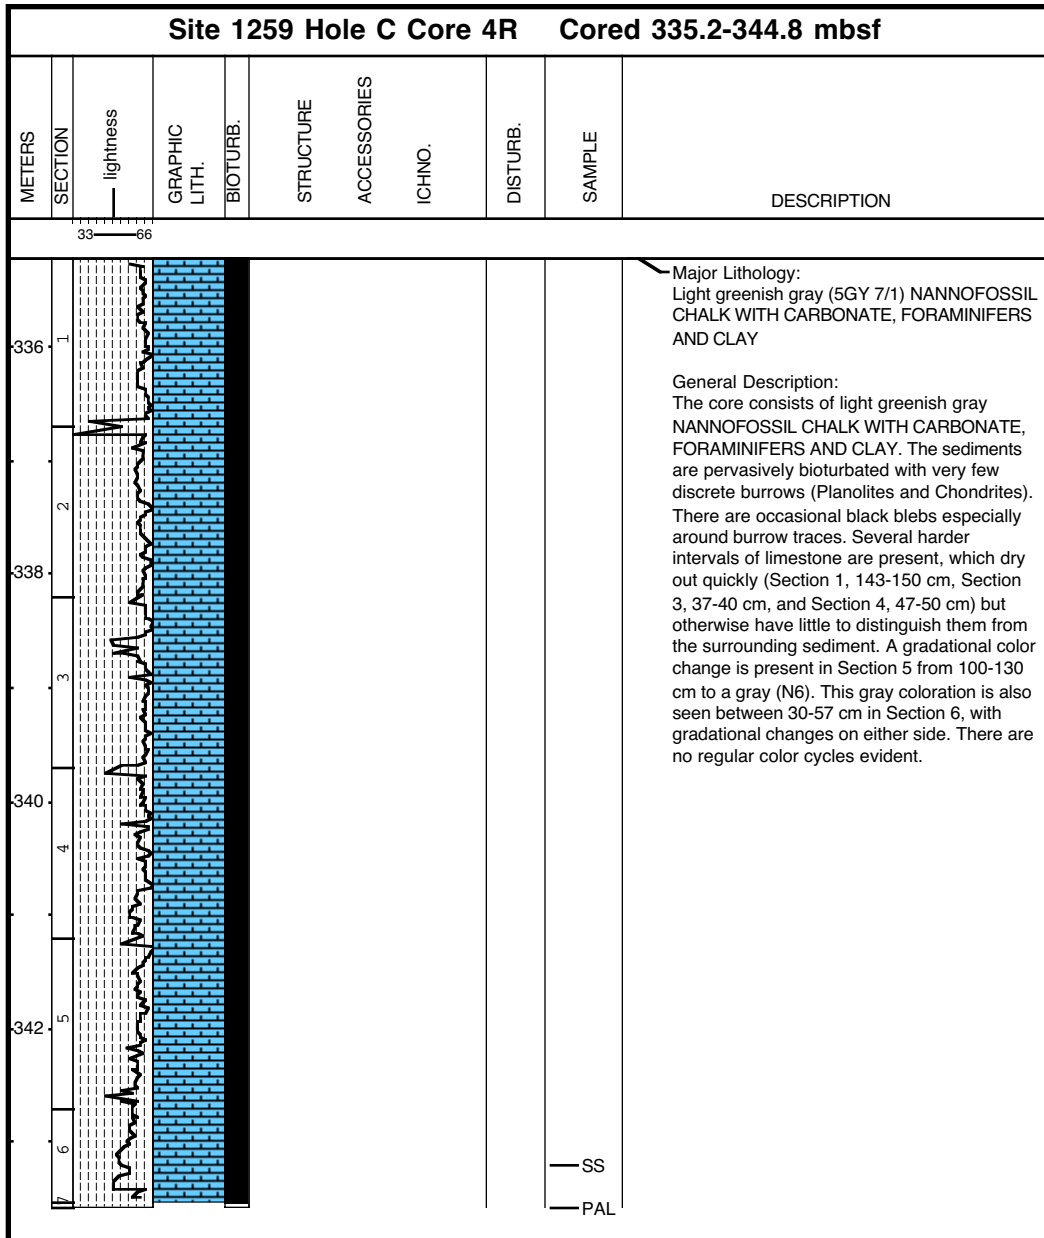 Site 1259 Hole C Core 4R Cored 335.2-344.8 mbsf
METERS
SECTION
lightness
GRAPHIC
LITH.
BIOTURB.
STRUCTURE
ACCESSORIES
ICHNO.
DISTURB.
SAMPLE
DESCRIPTION
33 66
Major Lithology:
Light greenish gray (5GY 7/1) NANNOFOSSIL
CHALK WITH CARBONATE, FORAMINIFERS
AND CLAY
General Description:
The core consists of light greenish gray
NANNOFOSSIL CHALK WITH CARBONATE,
FORAMINIFERS AND CLAY. The sediments
are pervasively bioturbated with very few
discrete burrows (Planolites and Chondrites).
There are occasional black blebs especially
around burrow traces. Several harder
intervals of limestone are present, which dry
out quickly (Section 1, 143-150 cm, Section
3, 37-40 cm, and Section 4, 47-50 cm) but
otherwise have little to distinguish them from
the surrounding sediment. A gradational color
change is present in Section 5 from 100-130
cm to a gray (N6). This gray coloration is also
seen between 30-57 cm in Section 6, with
gradational changes on either side. There are
no regular color cycles evident.
336
338
340
342
1
2
3
4
5
6
7
SS
PAL